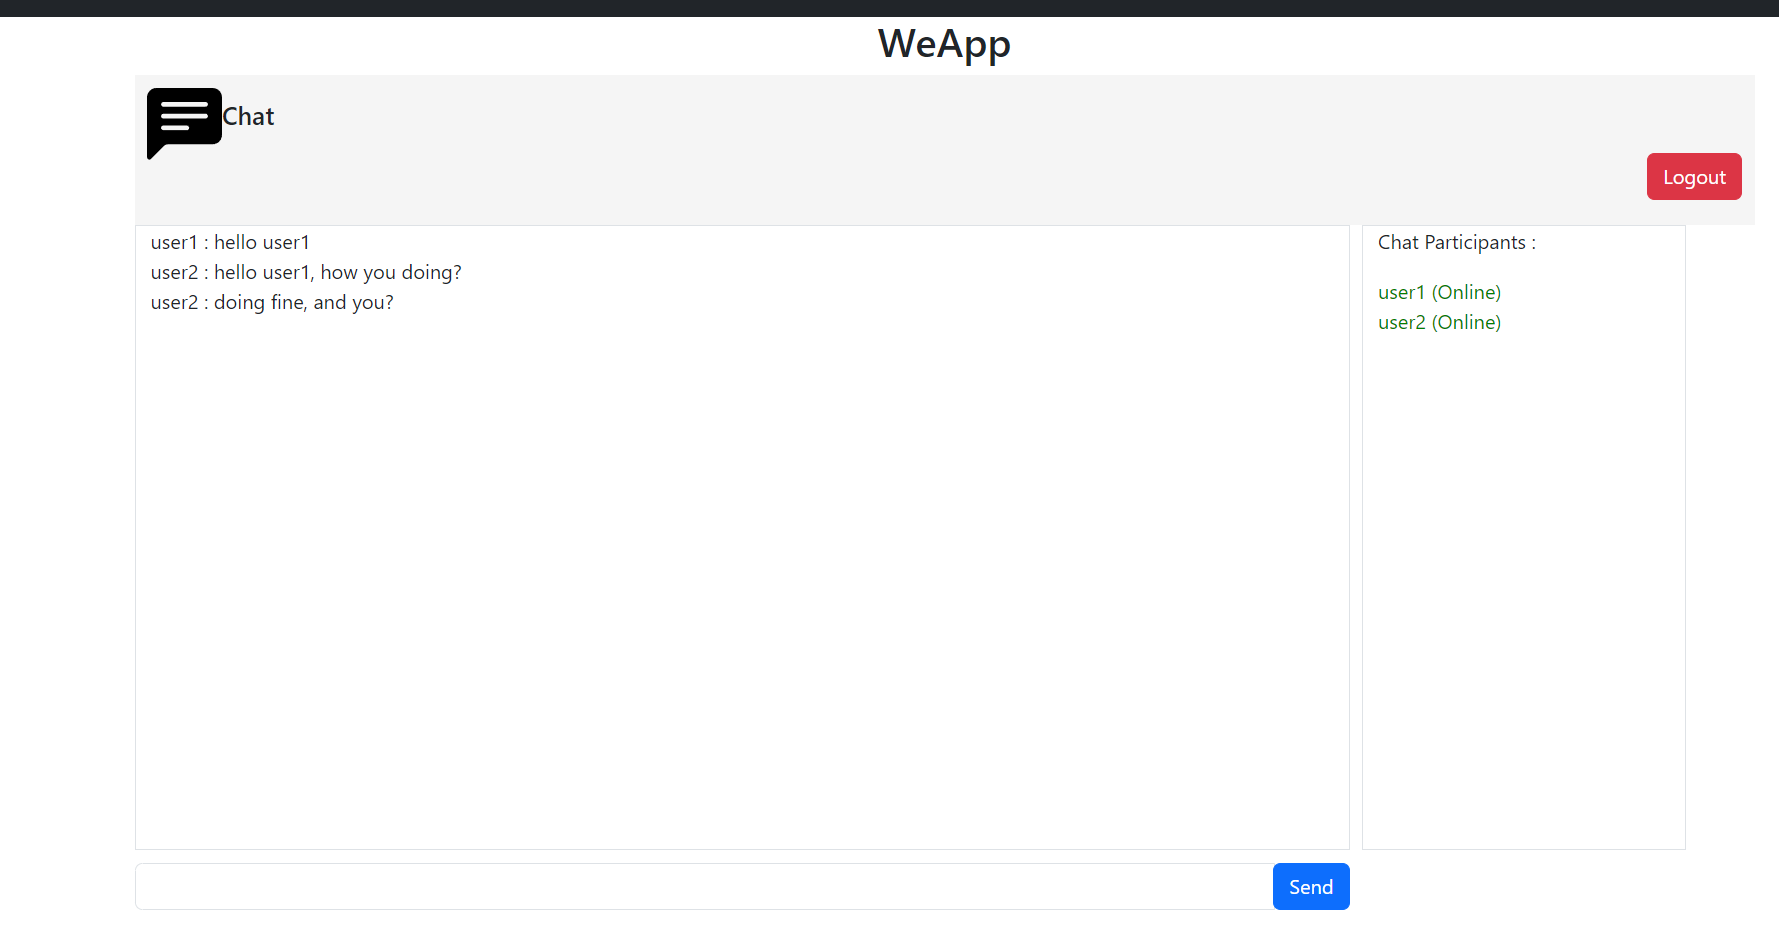 WeApp
Chat
Logout
user1 : hello user1
user2 : hello user1, how you doing?
user2 : doing fine, and you?
Chat Participants :
user1 (Online)
user2 (Online)
Send